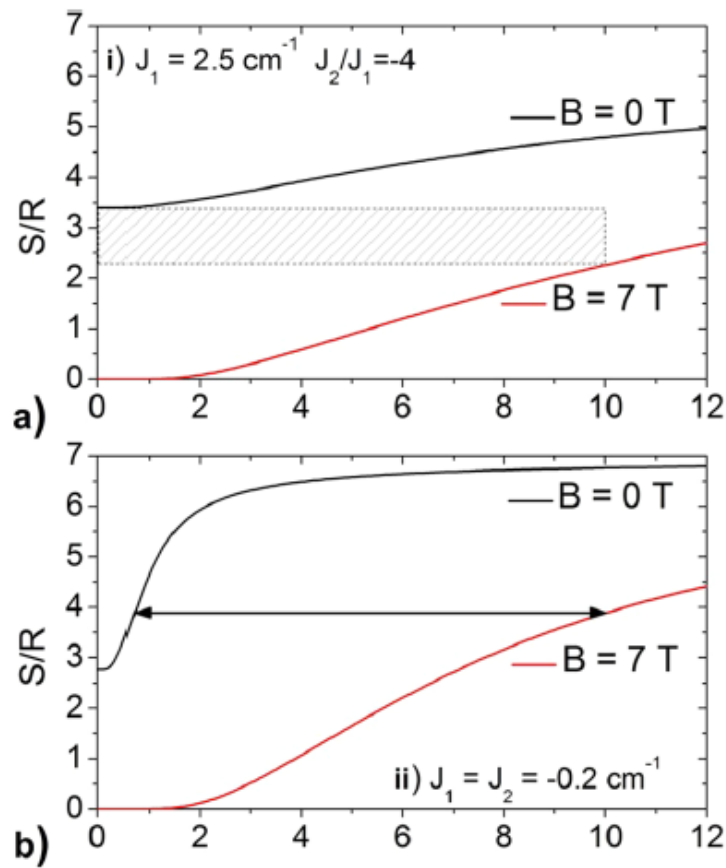 7
i) J₁ = 2.5 cm⁻¹ J₂/J₁=-4
6
B = 0 T
5
4
S/R
3
2
B = 7 T
1
0
a)
0 2 4 6 8 10 12
7
B = 0 T
6
5
4
S/R
B = 7 T
3
2
1
ii) J₁ = J₂ = -0.2 cm⁻¹
0
b)
0 2 4 6 8 10 12